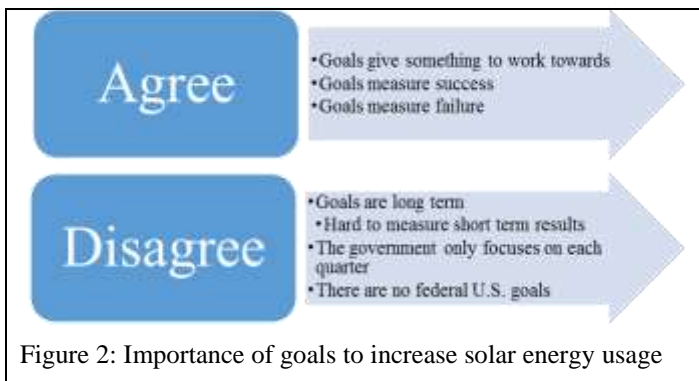 Agree
•Goals give something to work towards
•Goals measure success
•Goals measure failure
Disagree
•Goals are long term
•Hard to measure short term results
•The government only focuses on each
quarter
•There are no federal U.S. goals
Figure 2: Importance of goals to increase solar energy usage